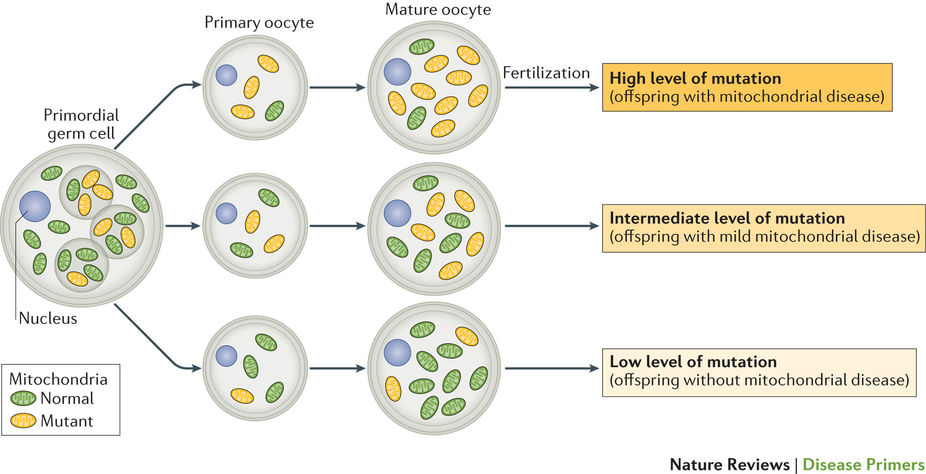 Primary oocyte
Mature oocyte
Primordial
germ cell
Fertilization
High level of mutation
(offspring with mitochondrial disease)
Intermediate level of mutation
(offspring with mild mitochondrial disease)
Nucleus
Low level of mutation
(offspring without mitochondrial disease)
Mitochondria
Normal
Mutant
Nature Reviews | Disease Primers